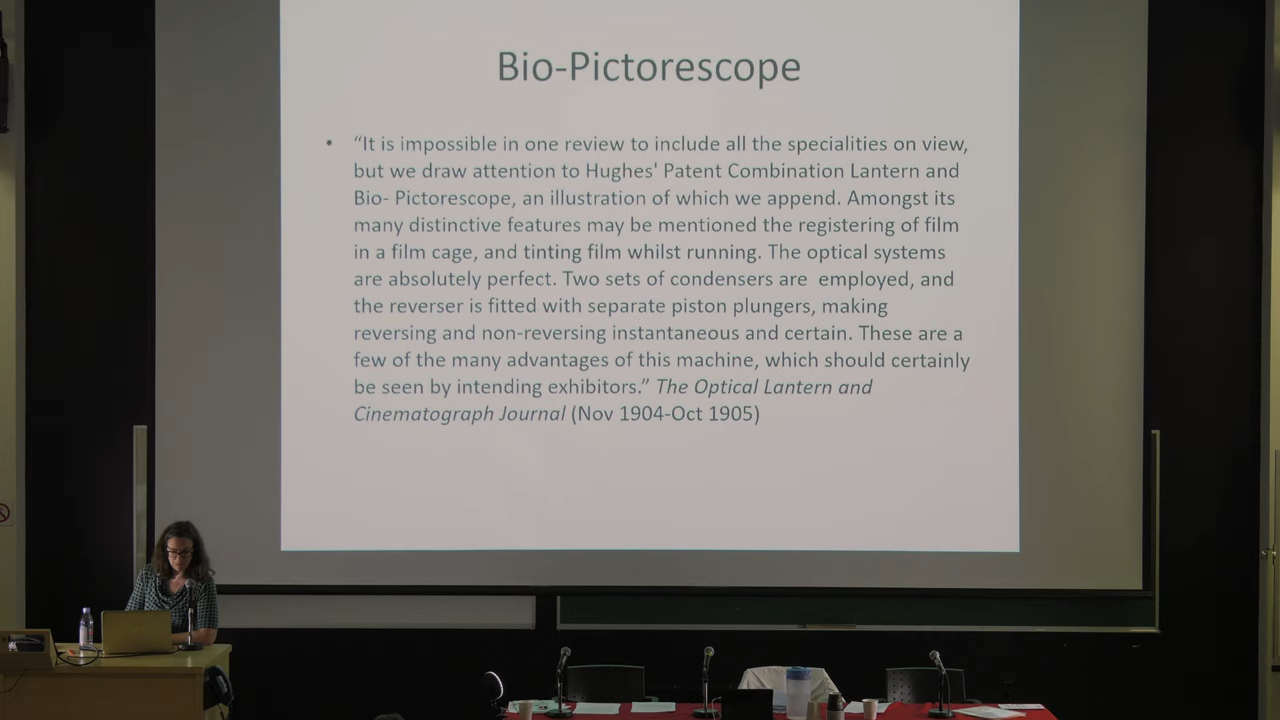 Bio-Pictorescope
• “It is impossible in one review to include all the specialities on view,
but we draw attention to Hughes' Patent Combination Lantern and
Bio- Pictorescope, an illustration of which we append. Amongst its
many distinctive features may be mentioned the registering of film
in a film cage, and tinting film whilst running. The optical systems
are absolutely perfect. Two sets of condensers are  employed, and
the reverser is fitted with separate piston plungers, making
reversing and non-reversing instantaneous and certain. These are a
few of the many advantages of this machine, which should certainly
be seen by intending exhibitors.” The Optical Lantern and
Cinematograph Journal (Nov 1904-Oct 1905)